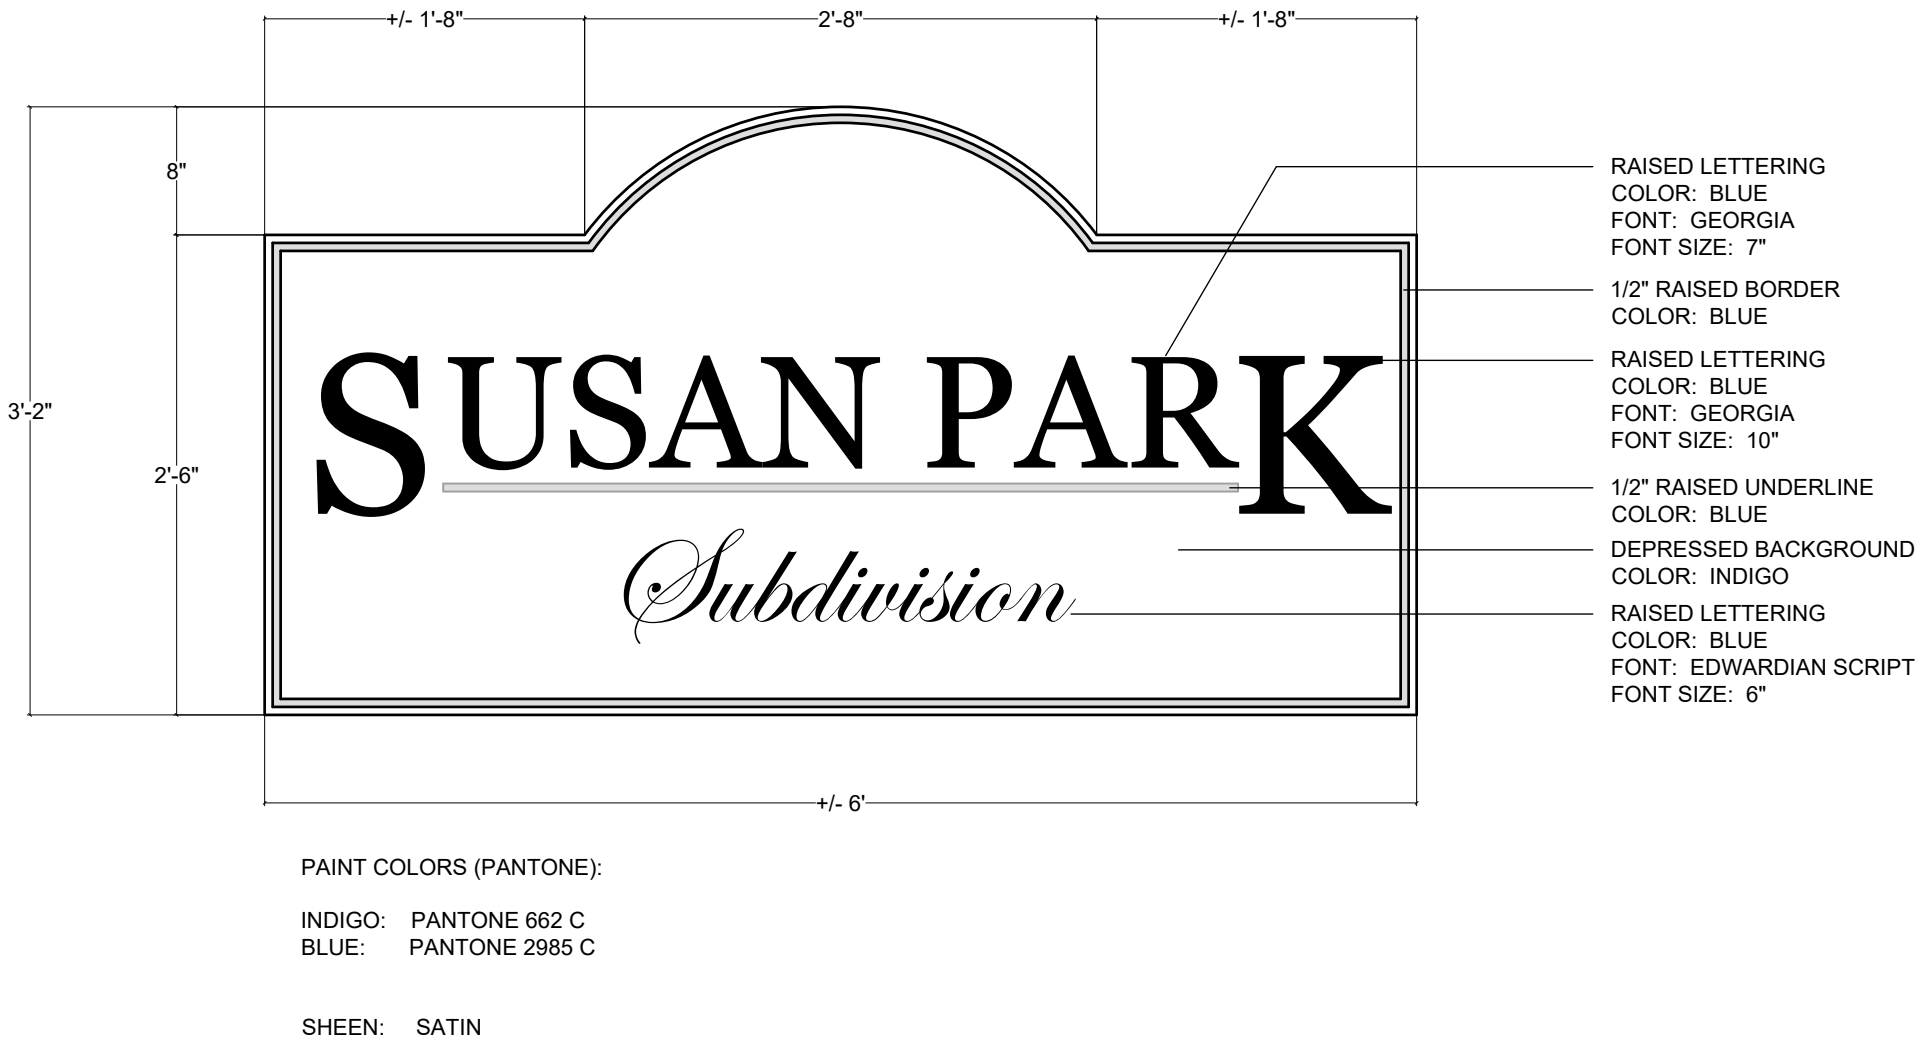 +/- 1'-8"
2'-8"
+/- 1'-8"
8"
3'-2"
2'-6"
SUSAN PARK
Subdivision
RAISED LETTERING
COLOR: BLUE
FONT: GEORGIA
FONT SIZE: 7"
1/2" RAISED BORDER
COLOR: BLUE
RAISED LETTERING
COLOR: BLUE
FONT: GEORGIA
FONT SIZE: 10"
1/2" RAISED UNDERLINE
COLOR: BLUE
DEPRESSED BACKGROUND
COLOR: INDIGO
RAISED LETTERING
COLOR: BLUE
FONT: EDWARDIAN SCRIPT
FONT SIZE: 6"
+/- 6'
PAINT COLORS (PANTONE):
INDIGO: PANTONE 662 C
BLUE: PANTONE 2985 C
SHEEN: SATIN